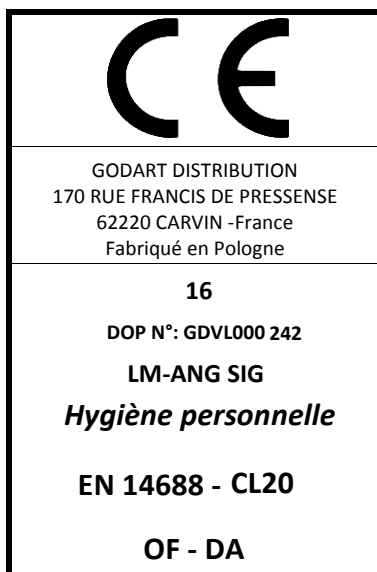 CE
GODART DISTRIBUTION
170 RUE FRANCIS DE PRESSENSE
62220 CARVIN -France
Fabriqué en Pologne
16
DOP N°: GDVL000 242
LM-ANG SIG
Hygiène personnelle
EN 14688 - CL20
OF - DA